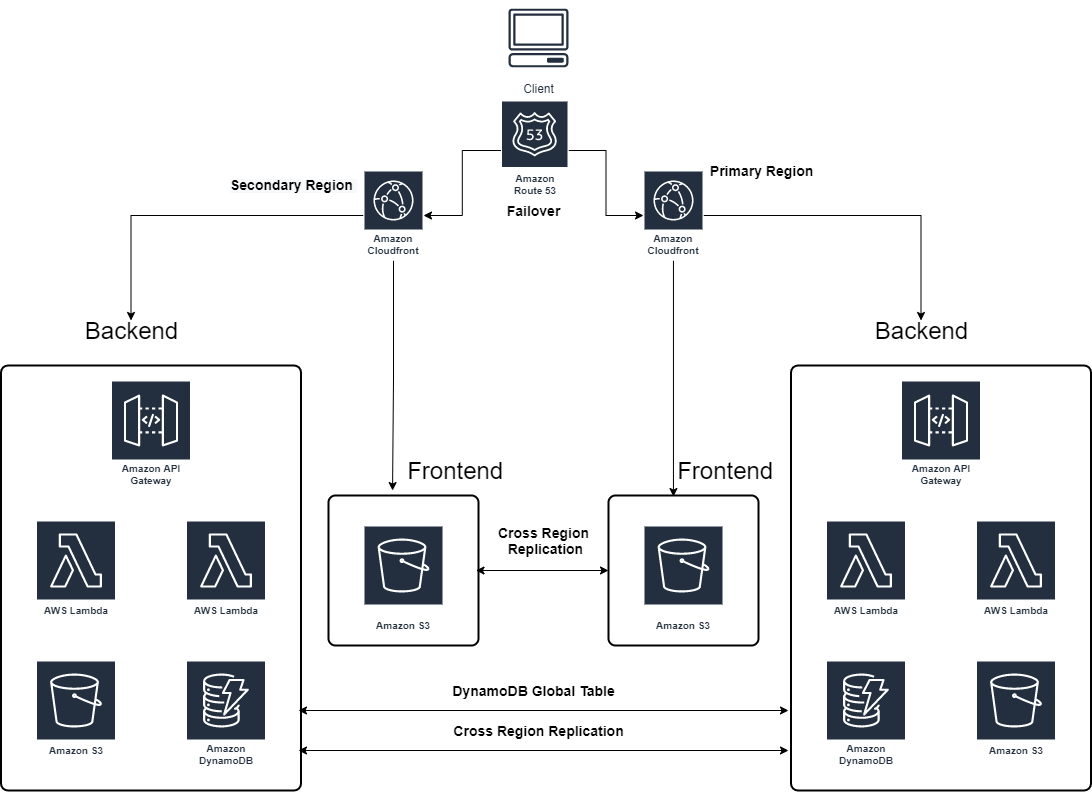 Client
53
Amazon
Route 53
Failover
Secondary Region
Amazon
Cloudfront
Primary Region
Amazon
Cloudfront
Backend
Amazon API
Gateway
AWS Lambda
AWS Lambda
Amazon S3
Amazon
DynamoDB
Frontend
Amazon S3
Cross Region
Replication
Frontend
Amazon S3
DynamoDB Global Table
Cross Region Replication
Backend
</>
Amazon API
Gateway
AWS Lambda
AWS Lambda
Amazon
DynamoDB
Amazon S3